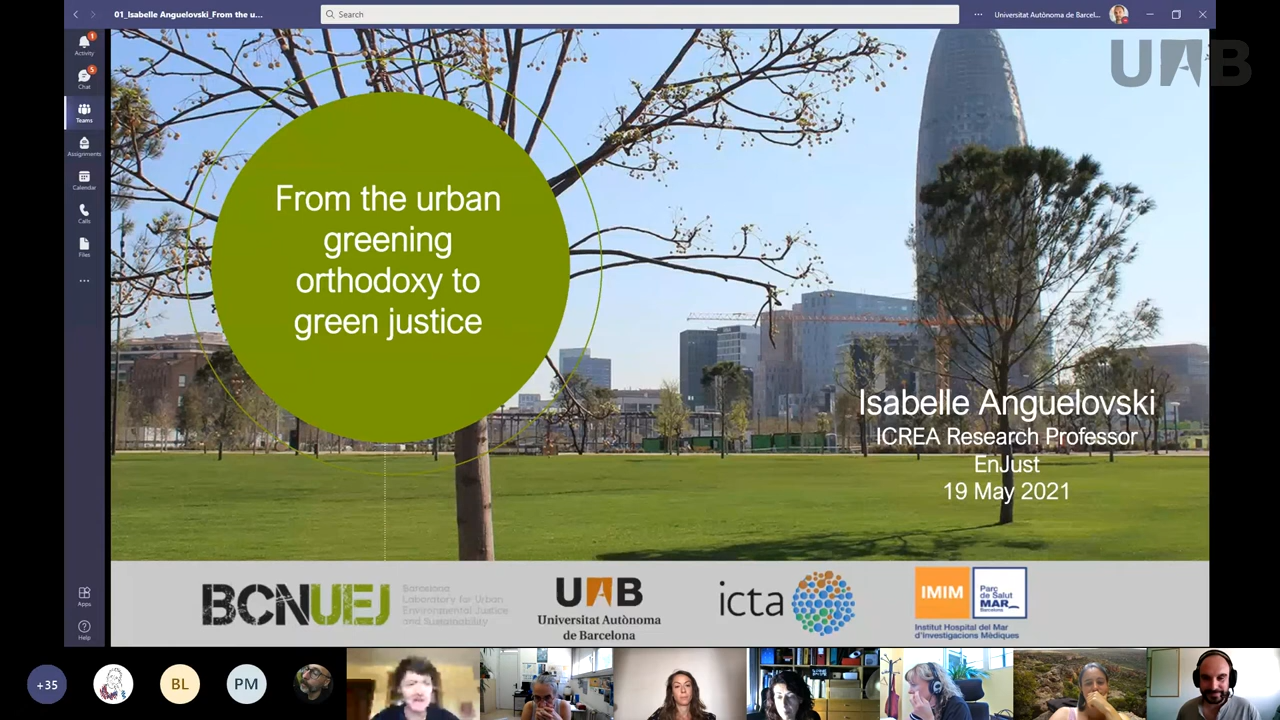 01_Isabelle Anguelovski_From the u...
Search
Universitat Autònoma de Barcel...
Activity
1
Chat
5
Teams
Assignments
Calendar
Calls
Files
Apps
Help
UAB
From the urban
greening
orthodoxy to
green justice
Isabelle Anguelovski
ICREA Research Professor
EnJust
19 May 2021
BCNUEJ
Barcelona
Laboratory for Urban
Environmental Justice
and Sustainability
UAB
Universitat Autònoma
de Barcelona
icta
IMIM
Parc
de Salut
MAR
Barcelona
Institut Hospital del Mar
d'Investigacions Mèdiques
+35
BL
PM